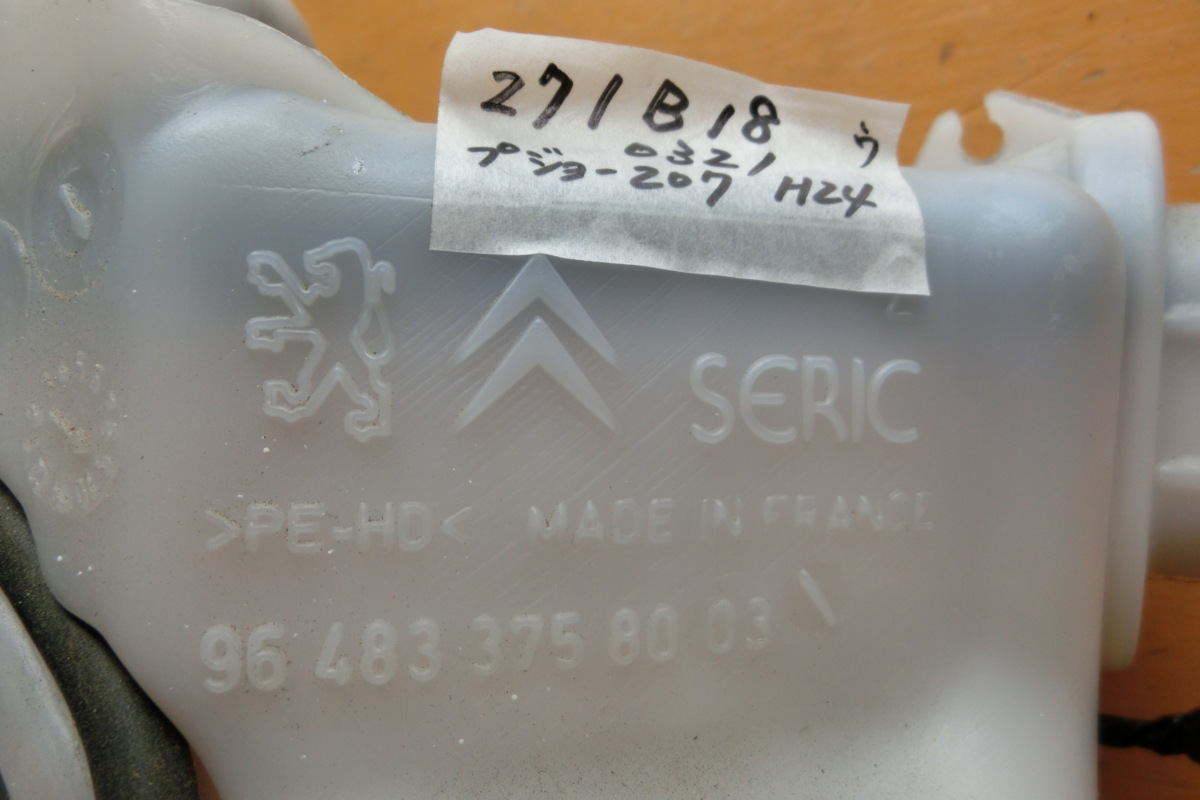 271B18 ウ
0321
プジョー207 H24
SERIC
>PE-HD< MADE IN FRANCE
96 483 375 80 03